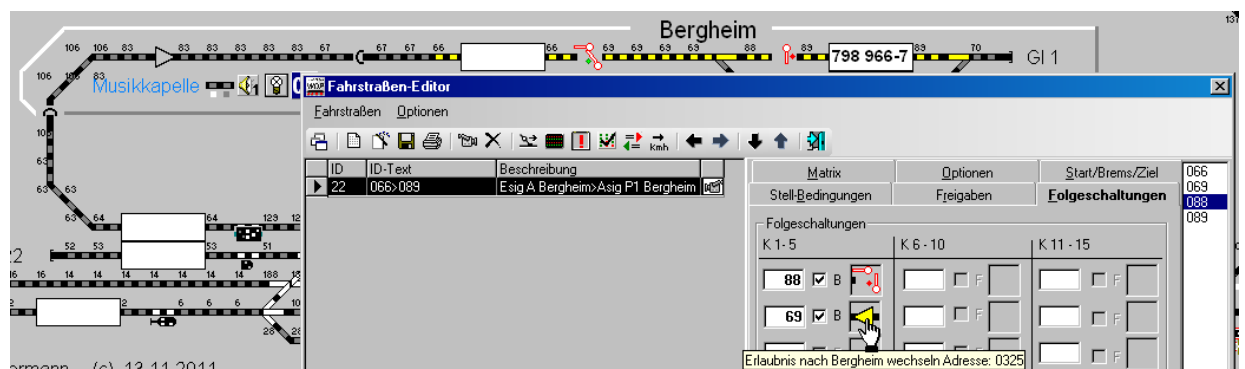 Bergheim
137
106 106 83 83 83 83 83 83 67 67 67 66 66 69 69 69 69 88 89 798 966-7 89 70 Gl 1
106 106 83
Musikkapelle
Fahrstraßen-Editor
Fahrstraßen Optionen
kmh
ID ID-Text Beschreibung
22 066>089 Esig A Bergheim>Asig P1 Bergheim
Matrix Optionen Start/Brems/Ziel
Stell-Bedingungen Freigaben Folgeschaltungen
066
069
088
089
Folgeschaltungen
K 1- 5 K 6 - 10 K 11 - 15
88 B F F
69 B F F
F
Erlaubnis nach Bergheim wechseln Adresse: 0325
63
63 63
63 64 64 129
52 53 53 51
16 16 14 14 14 14 14 188
2 6 6 6
28
(c) 13.11.2011